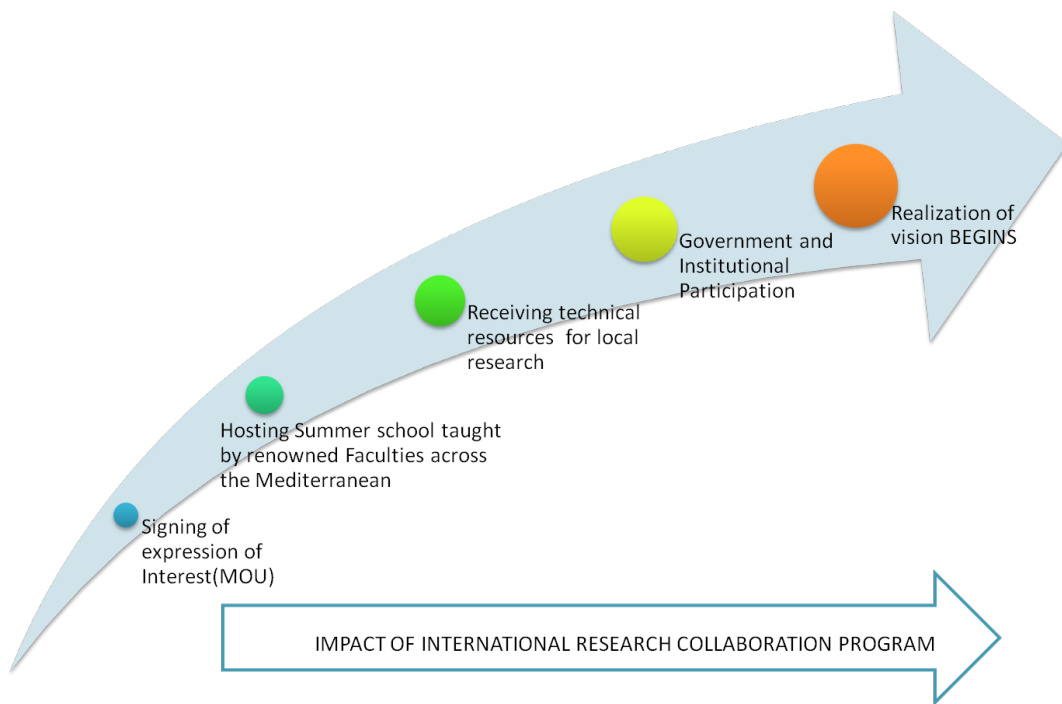 Signing of
expression of
Interest(MOU)
Hosting Summer school taught
by renowned Faculties across
the Mediterranean
Receiving technical
resources  for local
research
Government and
Institutional
Participation
Realization of
vision BEGINS
IMPACT OF INTERNATIONAL RESEARCH COLLABORATION PROGRAM